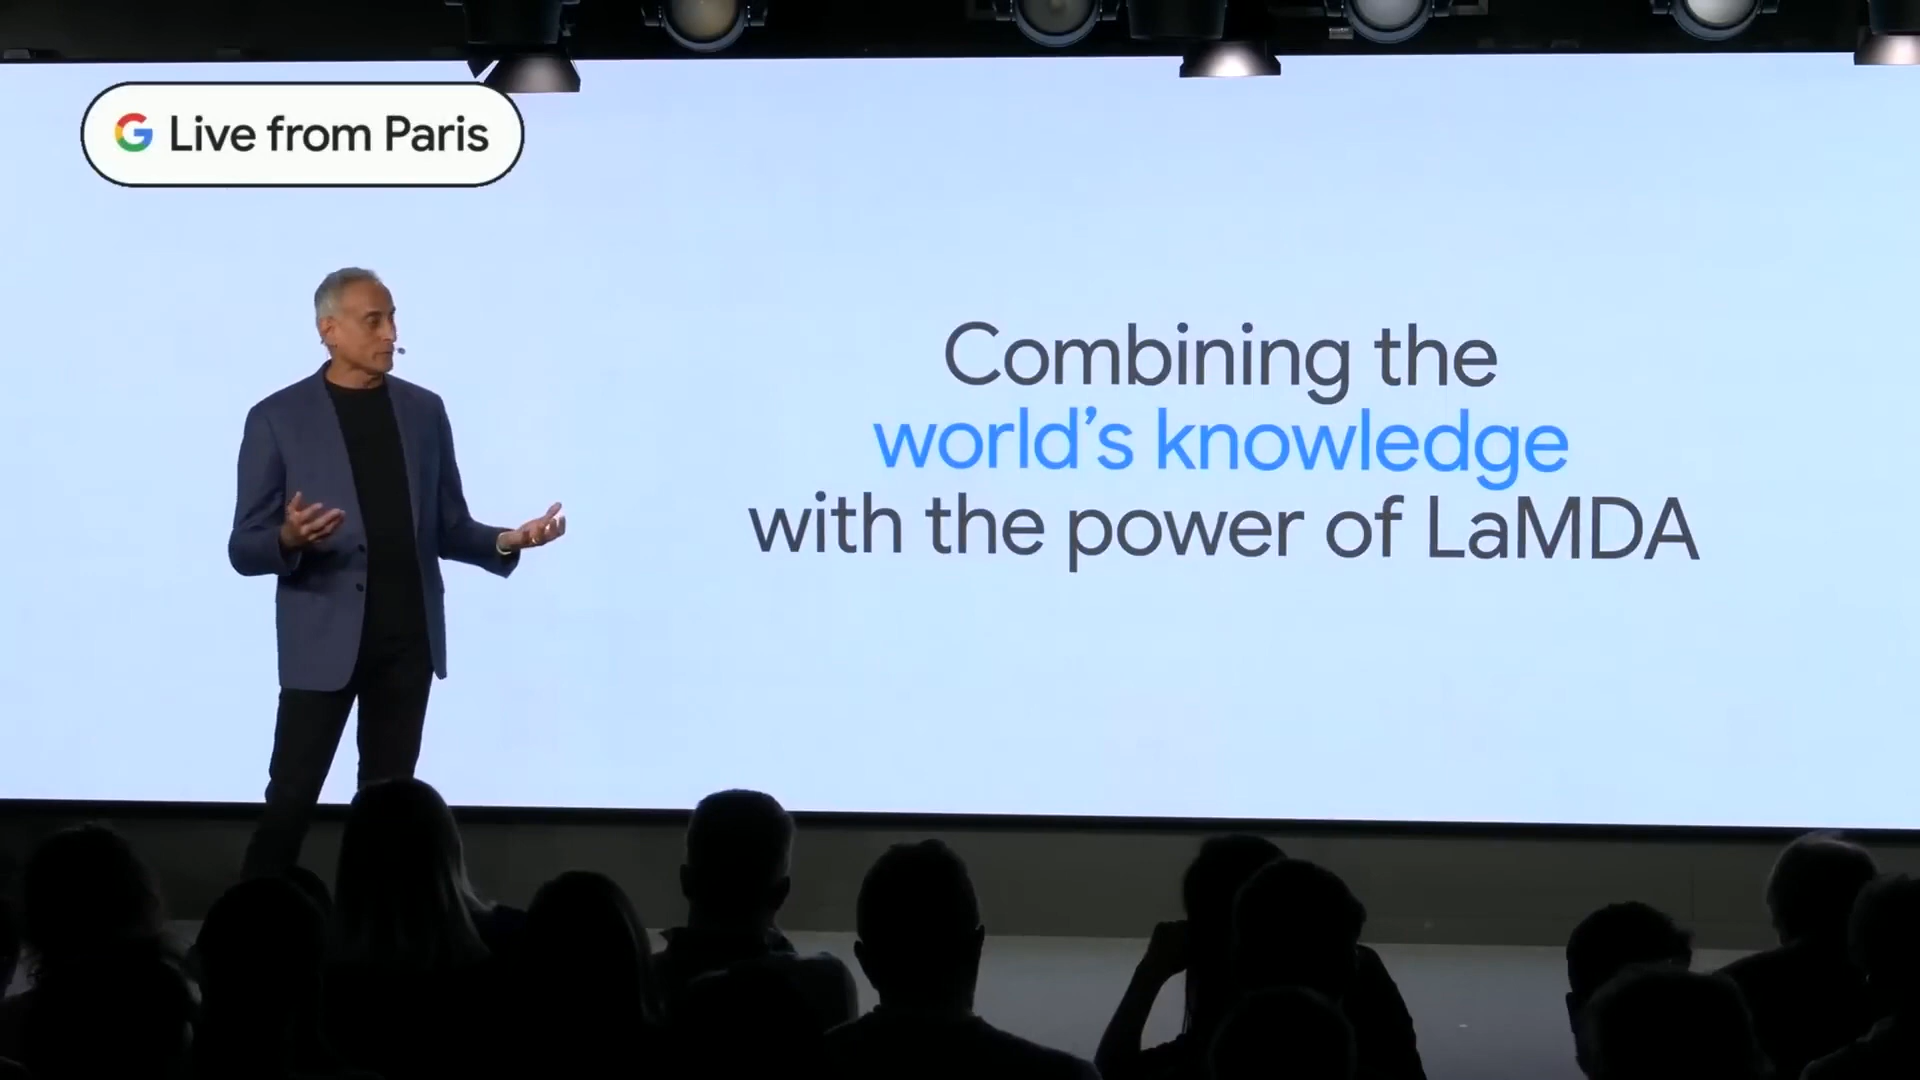 Live from Paris
Combining the
world's knowledge
with the power of LaMDA